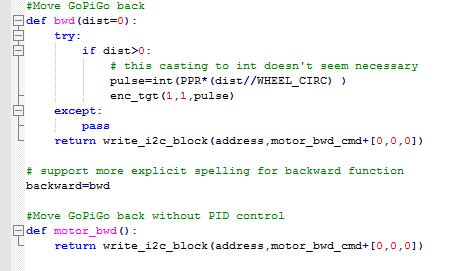 #Move GoPiGo back
def bwd(dist=0):
    try:
        if dist>0:
            # this casting to int doesn't seem necessary
            pulse=int(PPR*(dist//WHEEL_CIRC) )
            enc_tgt(1,1,pulse)
    except:
        pass
    return write_i2c_block(address,motor_bwd_cmd+[0,0,0])

# support more explicit spelling for backward function
backward=bwd

#Move GoPiGo back without PID control
def motor_bwd():
    return write_i2c_block(address,motor_bwd_cmd+[0,0,0])